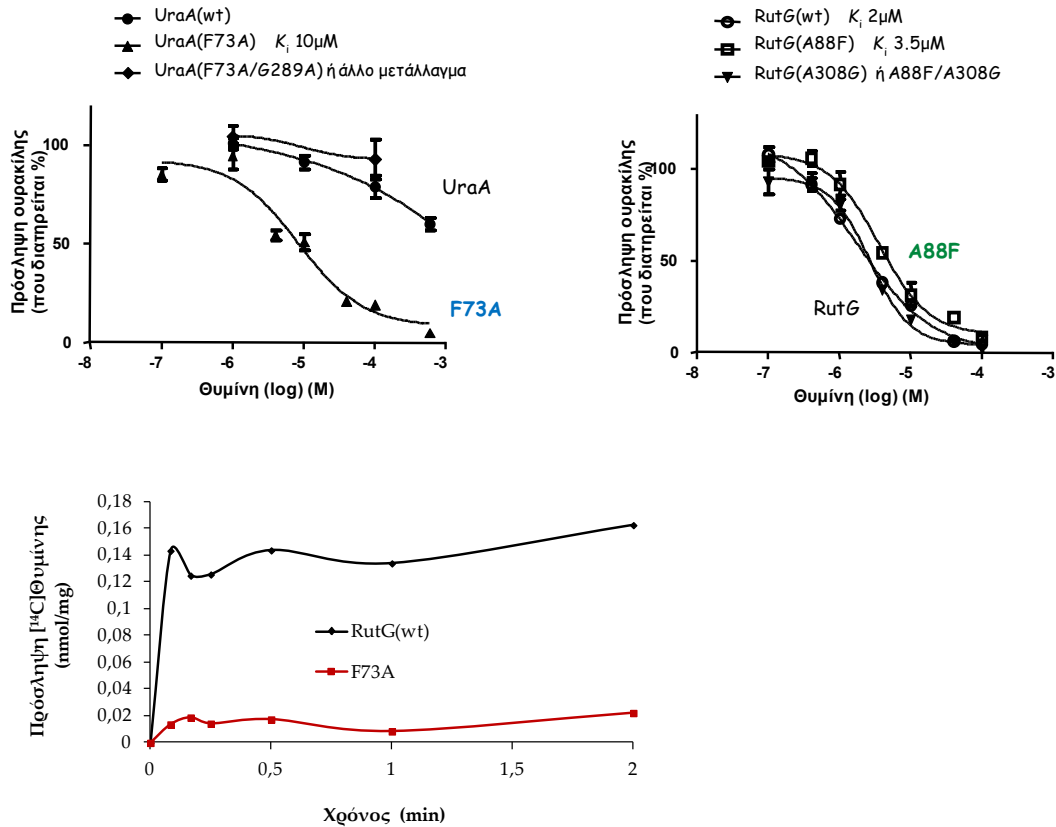 UraA(wt)
UraA(F73A) Ki 10μM
UraA(F73A/G289A) ή άλλο μετάλλαγμα
Πρόσληψη ουρακίλης
(που διατηρείται %)
100
50
0
-8 -7 -6 -5 -4 -3
UraA
F73A
Θυμίνη (log) (M)
RutG(wt) Ki 2μM
RutG(A88F) Ki 3.5μM
RutG(A308G) ή A88F/A308G
Πρόσληψη ουρακίλης
(που διατηρείται %)
100
50
0
-7 -6 -5 -4 -3
A88F
RutG
Θυμίνη (log) (M)
Πρόσληψη [¹⁴C]Θυμίνης
(nmol/mg)
0,18
0,16
0,14
0,12
0,1
0,08
0,06
0,04
0,02
0
0 0,5 1 1,5 2
RutG(wt)
F73A
Χρόνος (min)